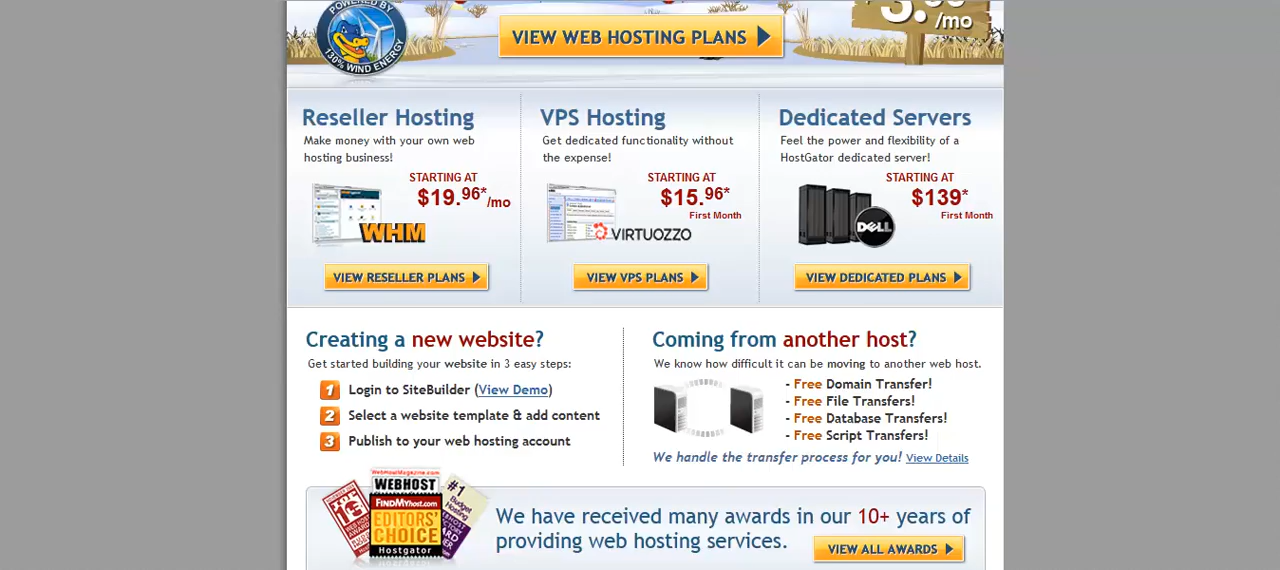 POWERED BY
130% WIND ENERGY
VIEW WEB HOSTING PLANS
/mo
Reseller Hosting
Make money with your own web
hosting business!
STARTING AT
$19.96*/mo
WHM
VIEW RESELLER PLANS
VPS Hosting
Get dedicated functionality without
the expense!
STARTING AT
$15.96*
First Month
VIRTUOZZO
VIEW VPS PLANS
Dedicated Servers
Feel the power and flexibility of a
HostGator dedicated server!
STARTING AT
$139*
First Month
DELL
VIEW DEDICATED PLANS
Creating a new website?
Get started building your website in 3 easy steps:
1 Login to SiteBuilder (View Demo)
2 Select a website template & add content
3 Publish to your web hosting account
Coming from another host?
We know how difficult it can be moving to another web host.
- Free Domain Transfer!
- Free File Transfers!
- Free Database Transfers!
- Free Script Transfers!
We handle the transfer process for you! View Details
WEBHOST
FINDMYhost.com
EDITORS'
CHOICE
Hostgator
#1
Budget
Hosting
We have received many awards in our 10+ years of
providing web hosting services.
VIEW ALL AWARDS